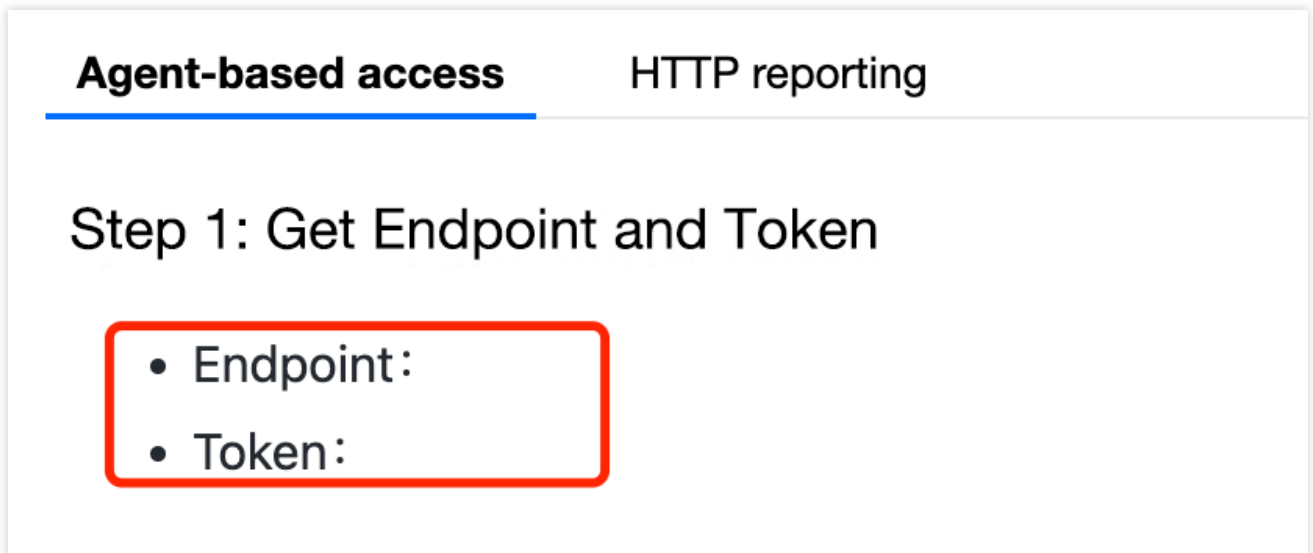 Agent-based access HTTP reporting
Step 1: Get Endpoint and Token
• Endpoint：
• Token：